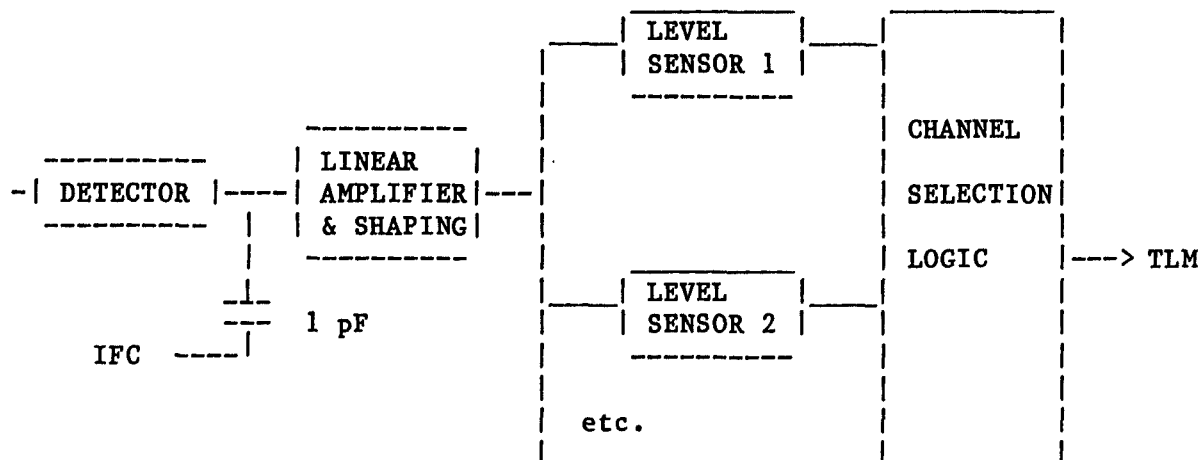 LEVEL
SENSOR 1
CHANNEL
SELECTION
LOGIC
DETECTOR
LINEAR
AMPLIFIER
& SHAPING
---> TLM
LEVEL
SENSOR 2
1 pF
IFC
etc.